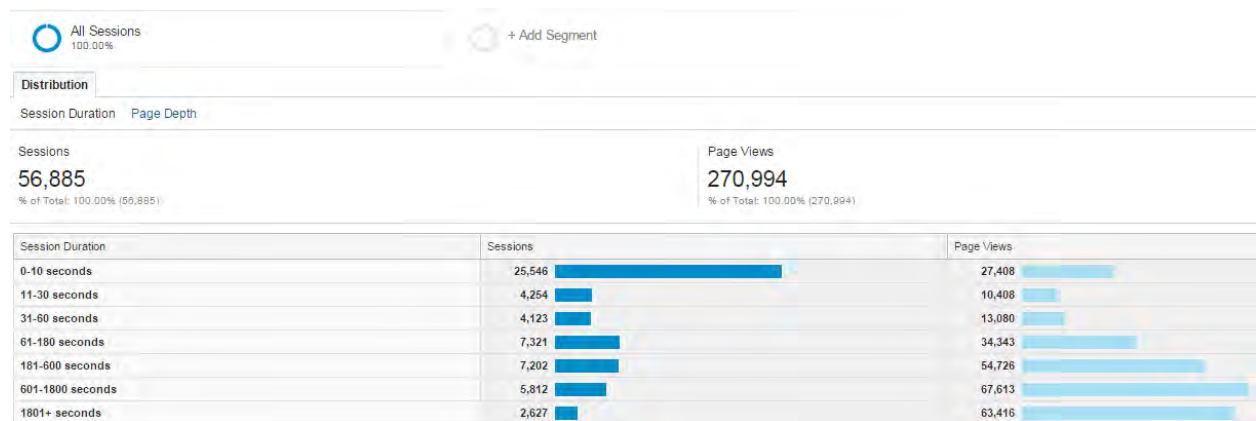 All Sessions
100.00%
+ Add Segment
Distribution
Session Duration Page Depth
Sessions Page Views
56,885 270,994
% of Total: 100.00% (56,885) % of Total: 100.00% (270,994)
Session Duration Sessions Page Views
0-10 seconds 25,546 27,408
11-30 seconds 4,254 10,408
31-60 seconds 4,123 13,080
61-180 seconds 7,321 34,343
181-600 seconds 7,202 54,726
601-1800 seconds 5,812 67,613
1801+ seconds 2,627 63,416